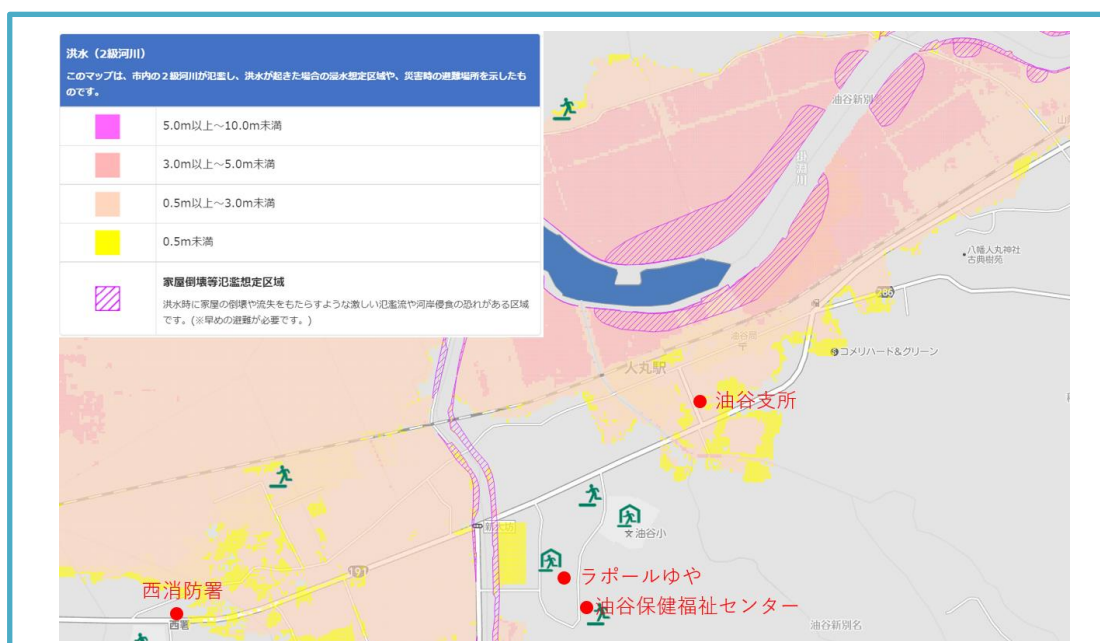 洪水（2級河川）
このマップは、市内の２級河川が氾濫し、洪水が起きた場合の浸水想定区域や、災害時の避難場所を示したも
のです。
5.0m以上～10.0m未満
3.0m以上～5.0m未満
0.5m以上～3.0m未満
0.5m未満
家屋倒壊等氾濫想定区域
洪水時に家屋の倒壊や流失をもたらすような激しい氾濫流や河岸侵食の恐れがある区域
です。(※早めの避難が必要です。)
油谷新別
掛淵川
八幡人丸神社
古典樹苑
286
コメリハード&グリーン
人丸駅
油谷支所
油谷小
191
ラポールゆや
西消防署
油谷保健福祉センター
西署
油谷新別名